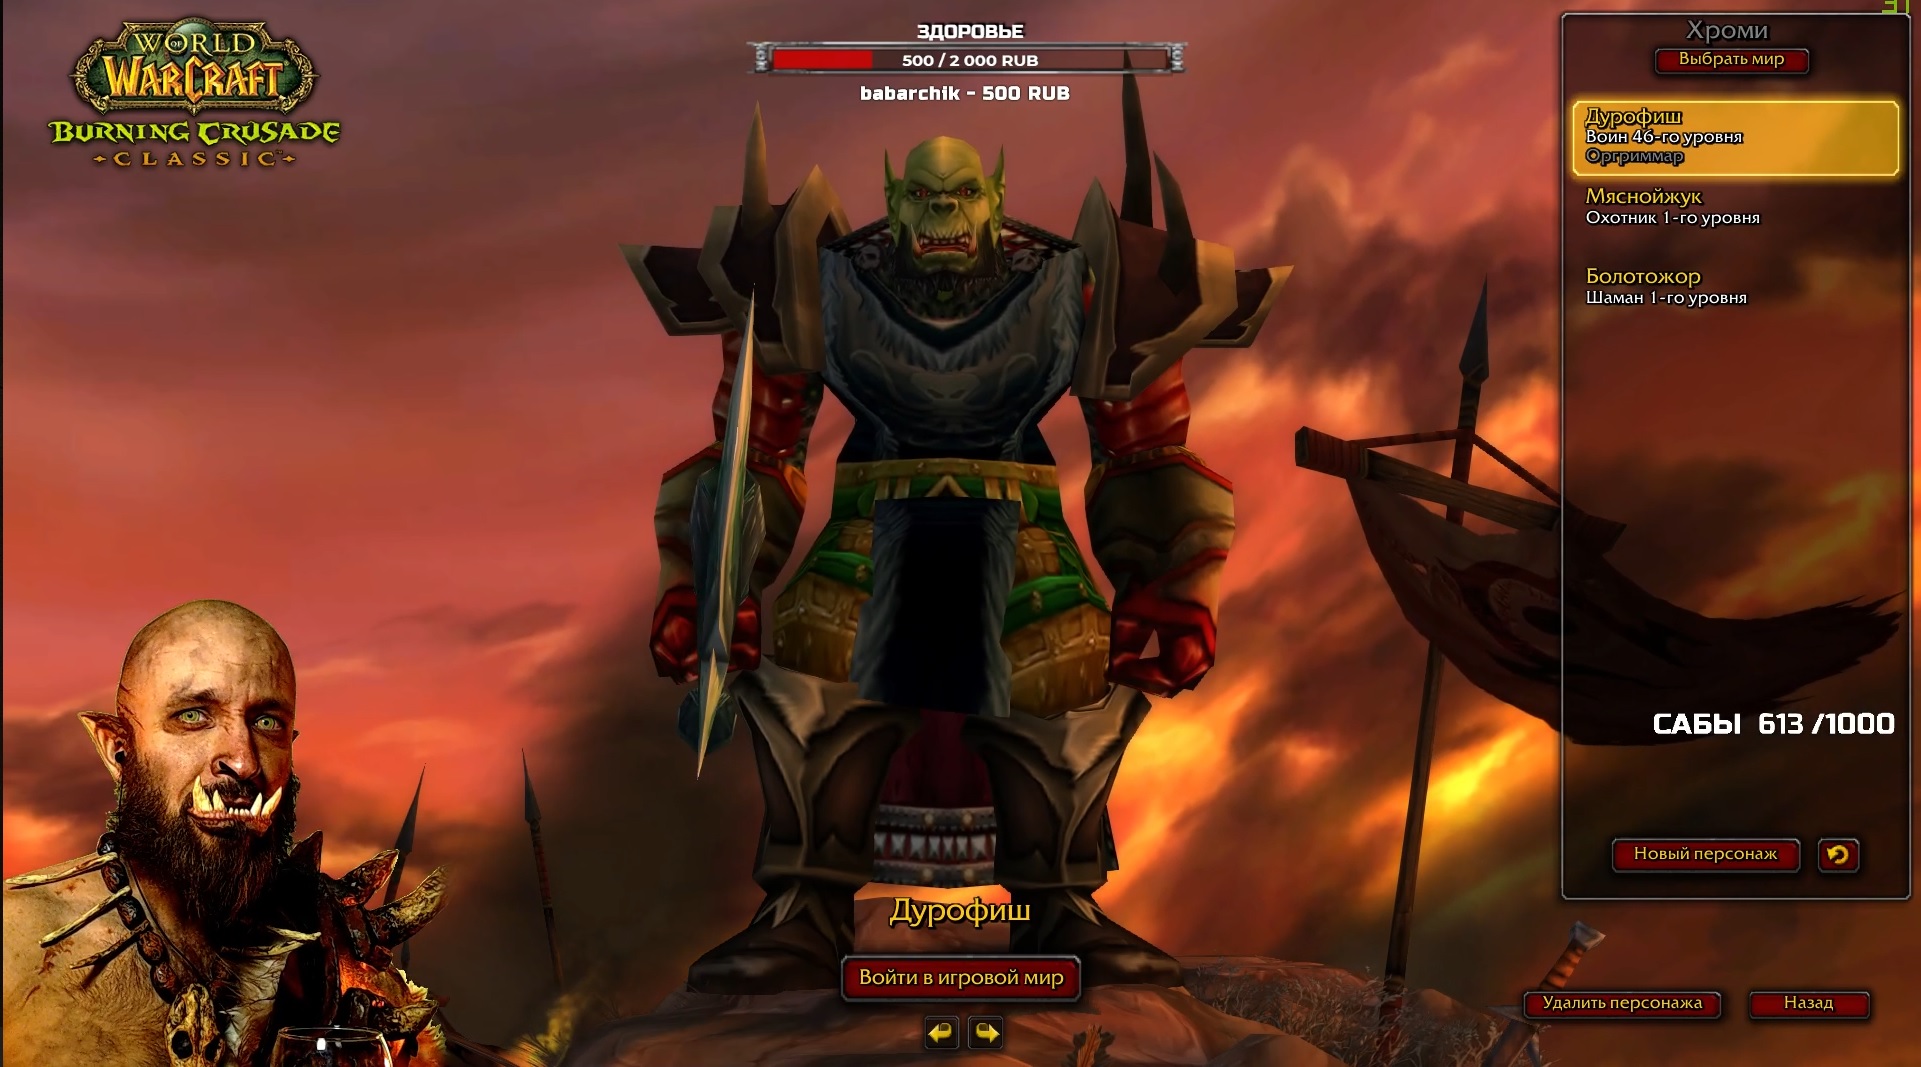 WORLD OF WARCRAFT
BURNING CRUSADE
CLASSIC
ЗДОРОВЬЕ
500 / 2 000 RUB
babarchik - 500 RUB
Хроми
Выбрать мир
Дурофиш
Воин 46-го уровня
Оргриммар
Мяснойжук
Охотник 1-го уровня
Болотожор
Шаман 1-го уровня
САБЫ 613 /1000
Новый персонаж
Дурофиш
Войти в игровой мир
Удалить персонажа
Назад